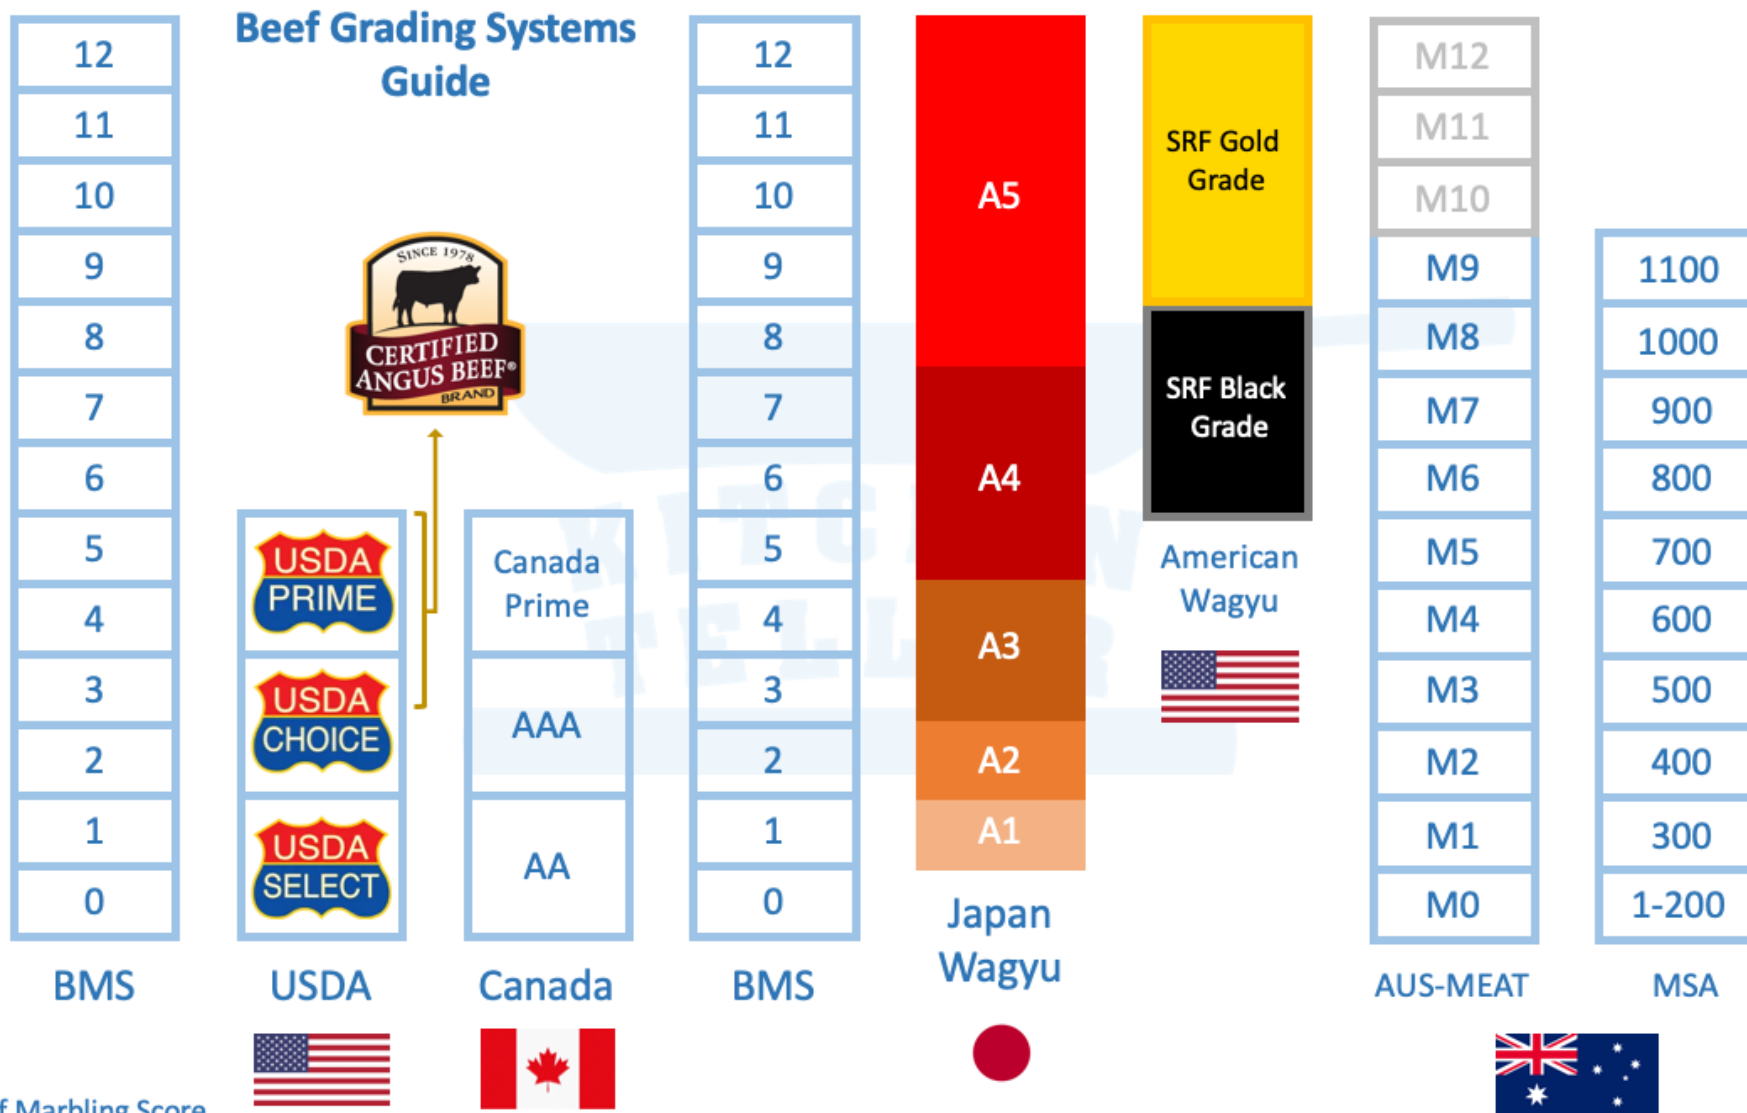 Beef Grading Systems
Guide
12
11
10
9
8
7
6
5
4
3
2
1
0
BMS
SINCE 1978
CERTIFIED
ANGUS BEEF®
BRAND
USDA
PRIME
USDA
CHOICE
USDA
SELECT
USDA
Canada
Prime
AAA
AA
Canada
12
11
10
9
8
7
6
5
4
3
2
1
0
BMS
A5
A4
A3
A2
A1
Japan
Wagyu
SRF Gold
Grade
SRF Black
Grade
American
Wagyu
M12
M11
M10
M9
M8
M7
M6
M5
M4
M3
M2
M1
M0
AUS-MEAT
1100
1000
900
800
700
600
500
400
300
1-200
MSA
KITCHEN
TELLER
Marbling Score